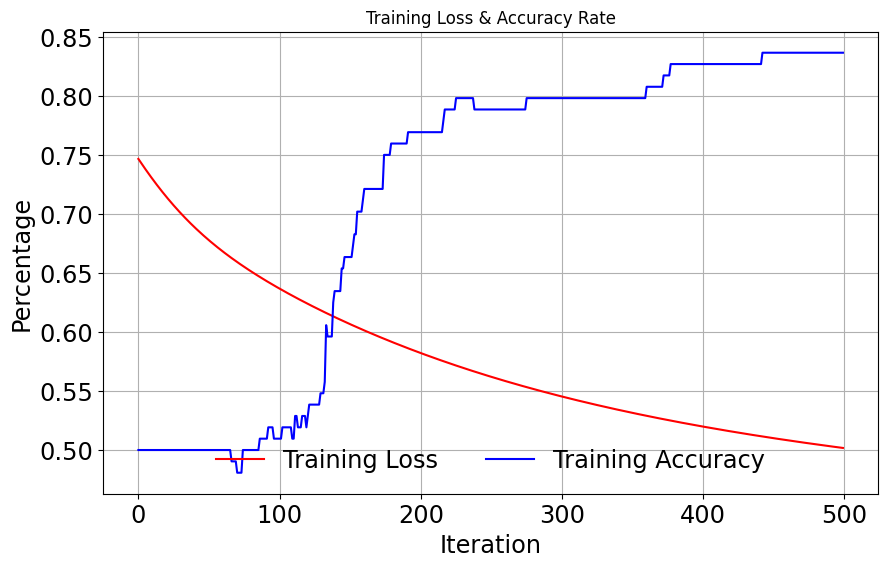 Training Loss & Accuracy Rate
0.85
0.80
0.75
0.70
0.65
0.60
0.55
0.50
Percentage
Training Loss Training Accuracy
0 100 200 300 400 500
Iteration